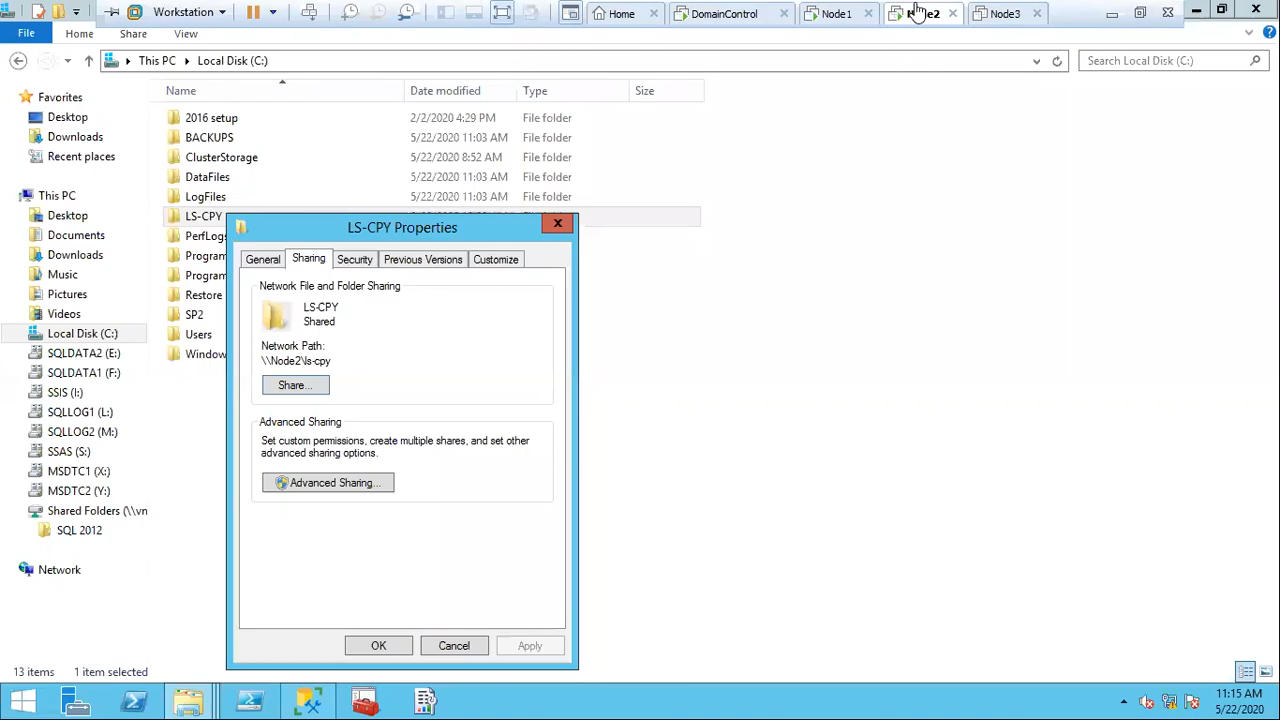 Workstation
Home
DomainControl
Node1
Node3
File
Home
Share
View
This PC
Local Disk (C:)
Search Local Disk (C:)
Name
Date modified
Type
Size
Favorites
Desktop
Downloads
Recent places
This PC
Desktop
Documents
Downloads
Music
Pictures
Videos
Local Disk (C:)
SQLDATA2 (E:)
SQLDATA1 (F:)
SSIS (I:)
SQLLOG1 (L:)
SQLLOG2 (M:)
SSAS (S:)
MSDTC1 (X:)
MSDTC2 (Y:)
Shared Folders (\\vn
SQL 2012
Network
2016 setup 2/2/2020 4:29 PM File folder
BACKUPS 5/22/2020 11:03 AM File folder
ClusterStorage 5/22/2020 8:52 AM File folder
DataFiles 5/22/2020 11:03 AM File folder
LogFiles 5/22/2020 11:03 AM File folder
LS-CPY
PerfLogs
Program
Program
Restore
SP2
Users
Window
LS-CPY Properties
General
Sharing
Security
Previous Versions
Customize
Network File and Folder Sharing
LS-CPY
Shared
Network Path:
\\Node2\ls-cpy
Share...
Advanced Sharing
Set custom permissions, create multiple shares, and set other
advanced sharing options.
Advanced Sharing...
OK
Cancel
Apply
13 items
1 item selected
11:15 AM
5/22/2020